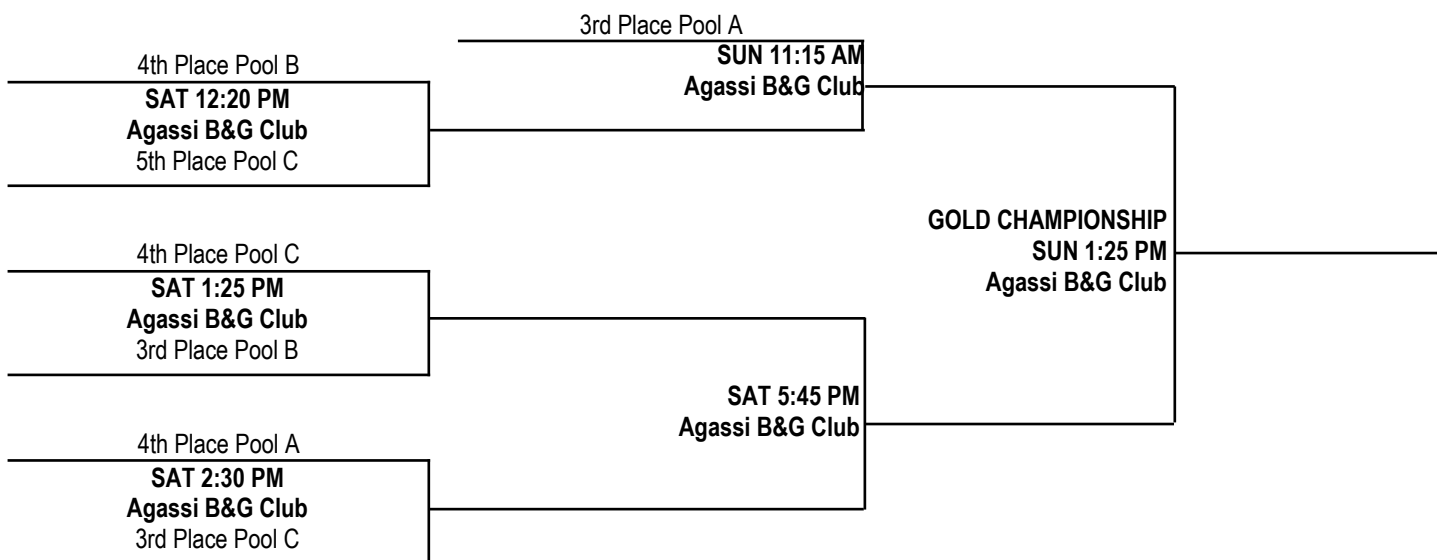 3rd Place Pool A
SUN 11:15 AM
Agassi B&G Club
4th Place Pool B
SAT 12:20 PM
Agassi B&G Club
5th Place Pool C
GOLD CHAMPIONSHIP
SUN 1:25 PM
Agassi B&G Club
4th Place Pool C
SAT 1:25 PM
Agassi B&G Club
3rd Place Pool B
SAT 5:45 PM
Agassi B&G Club
4th Place Pool A
SAT 2:30 PM
Agassi B&G Club
3rd Place Pool C